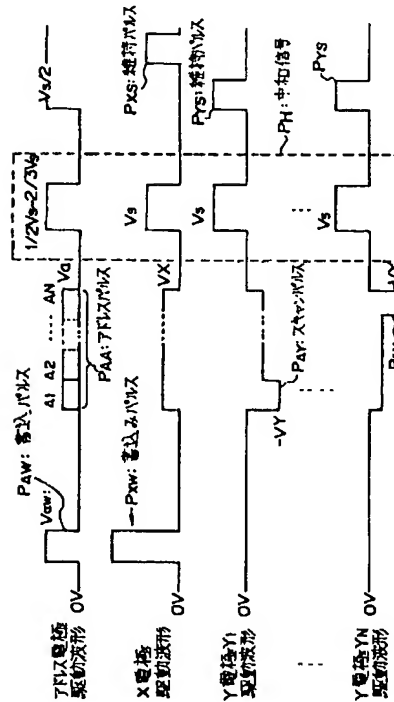 PAW: 書込パルス
Vaw:
A1 A2 ····· AN
Va
PAA: アドレスパルス
1/2Vs~2/3Vs
Vs/2
アドレス電極
駆動波形
0V
PXW: 書込みパルス
VX
Vs
PXS: 維持パルス
X電極
駆動波形
0V
PYS: 維持パルス
Vs
PAY: スキャンパルス
-VY
Y電極Y1
駆動波形
0V
PH: 中和信号
PYS
Vs
Y電極YN
駆動波形
0V